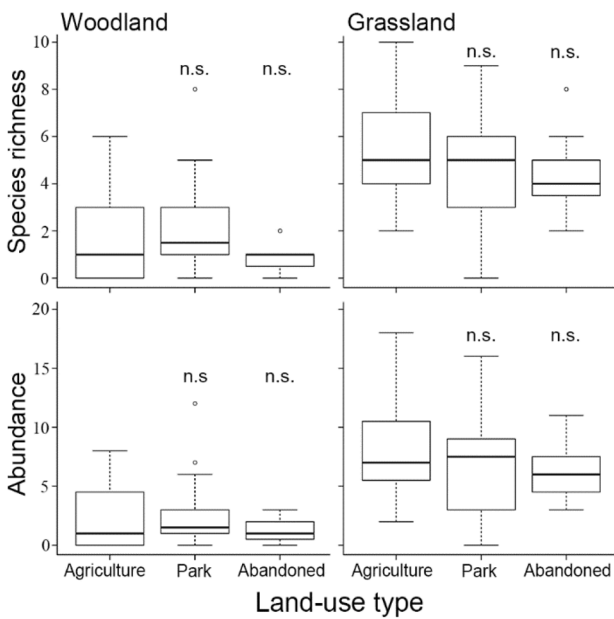 Woodland
Grassland
Species richness
10
8
6
4
2
0
n.s.
n.s.
n.s.
n.s.
Abundance
20
15
10
5
0
n.s
n.s.
n.s.
n.s.
Agriculture Park Abandoned
Agriculture Park Abandoned
Land-use type